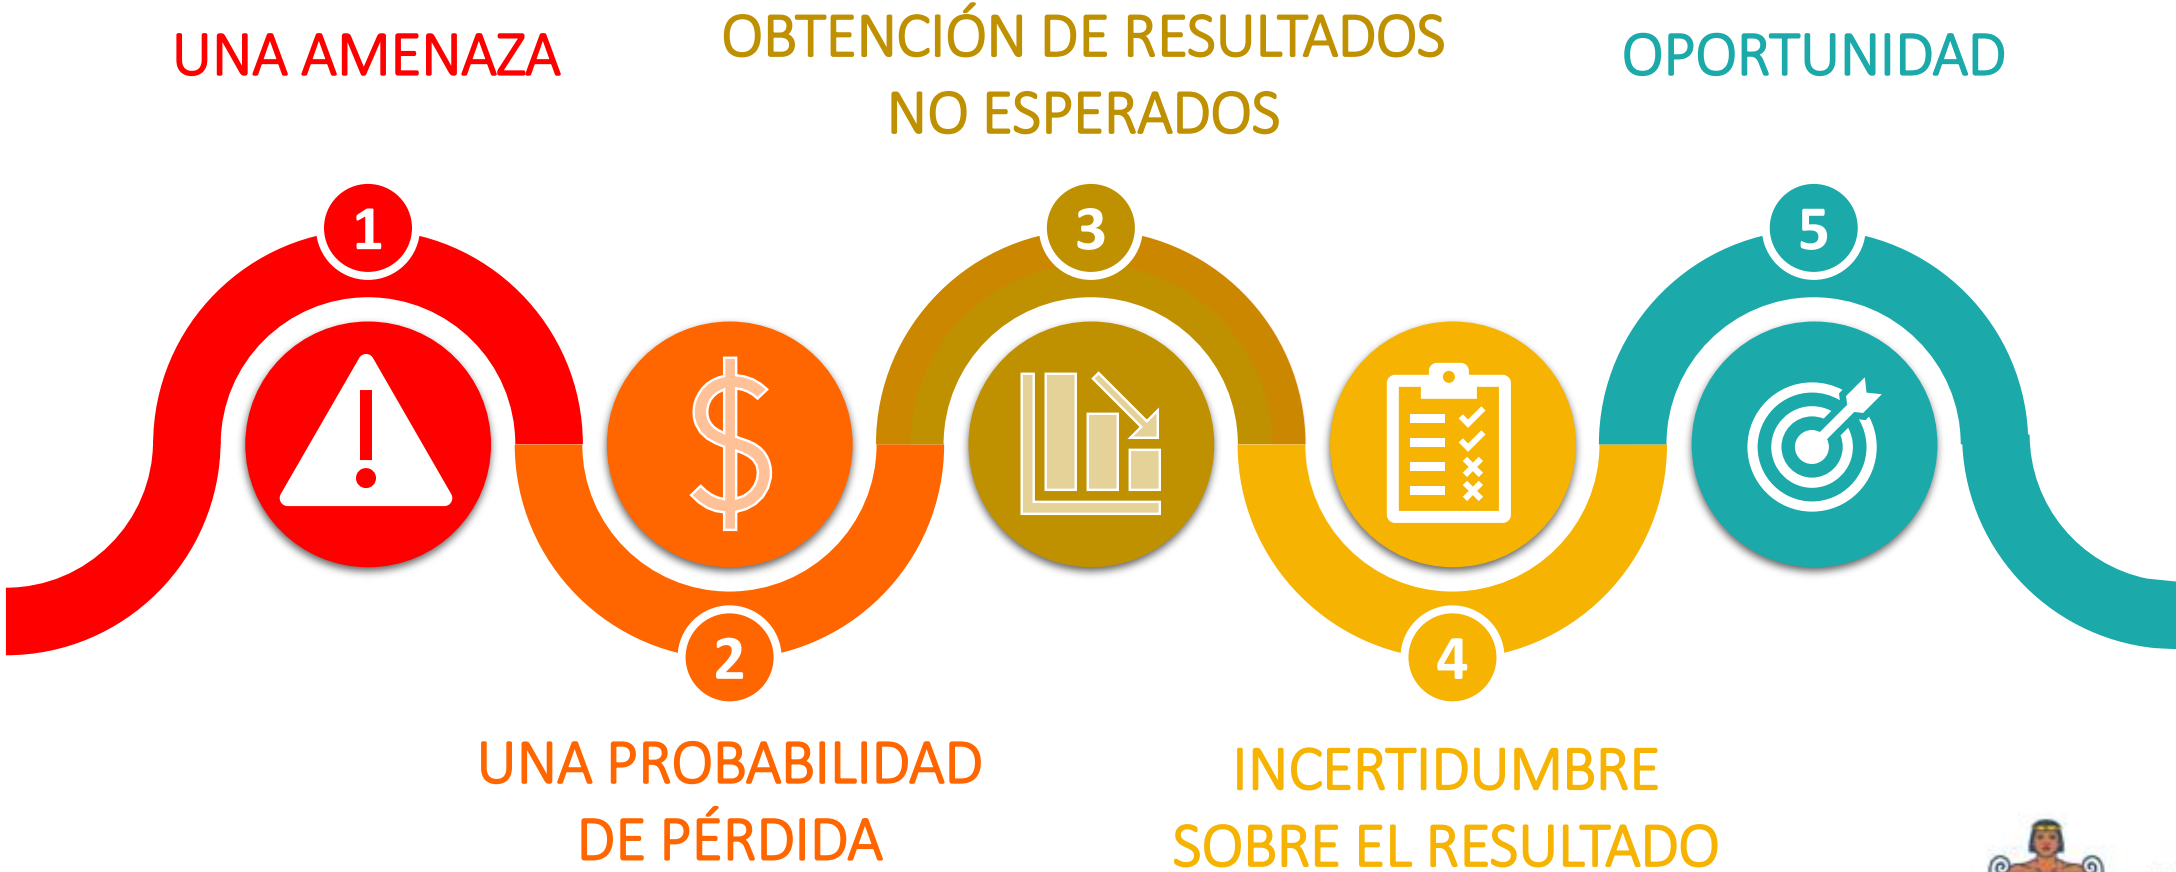 UNA AMENAZA
OBTENCIÓN DE RESULTADOS
NO ESPERADOS
OPORTUNIDAD
1
3
5
2
4
UNA PROBABILIDAD
DE PÉRDIDA
INCERTIDUMBRE
SOBRE EL RESULTADO